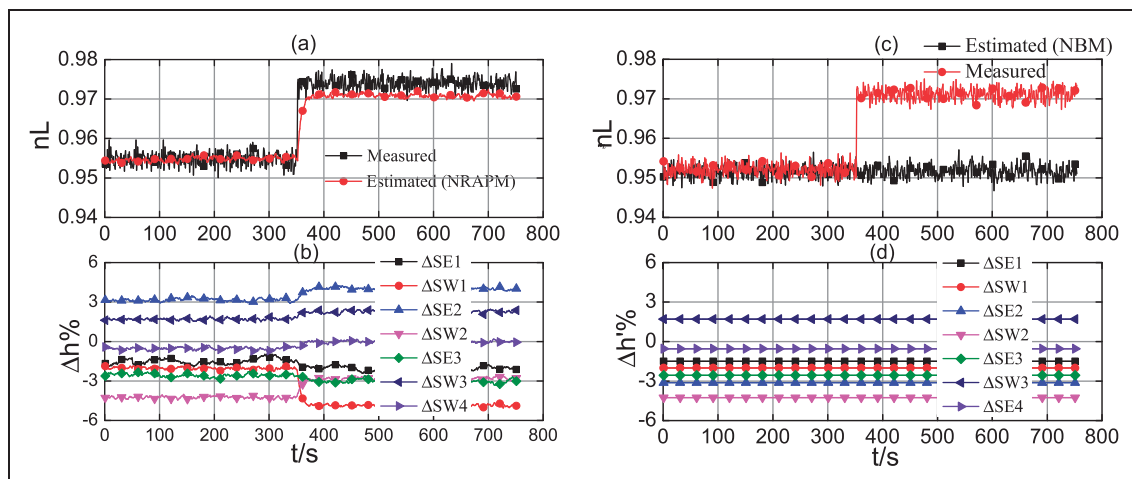 (a)
0.98
0.97
0.96
0.95
0.94
nL
Measured
Estimated (NRAPM)
0 100 200 300 400 500 600 700 800
(b)
6
3
0
-3
-6
Δh%
ΔSE1
ΔSW1
ΔSE2
ΔSW2
ΔSE3
ΔSW3
ΔSW4
0 100 200 300 400 500 600 700 800
t/s
(c)
Estimated (NBM)
Measured
0.98
0.97
0.96
0.95
0.94
nL
0 100 200 300 400 500 600 700 800
(d)
6
3
0
-3
-6
Δh'%
ΔSE1
ΔSW1
ΔSE2
ΔSW2
ΔSE3
ΔSW3
ΔSE4
0 100 200 300 400 500 600 700 800
t/s